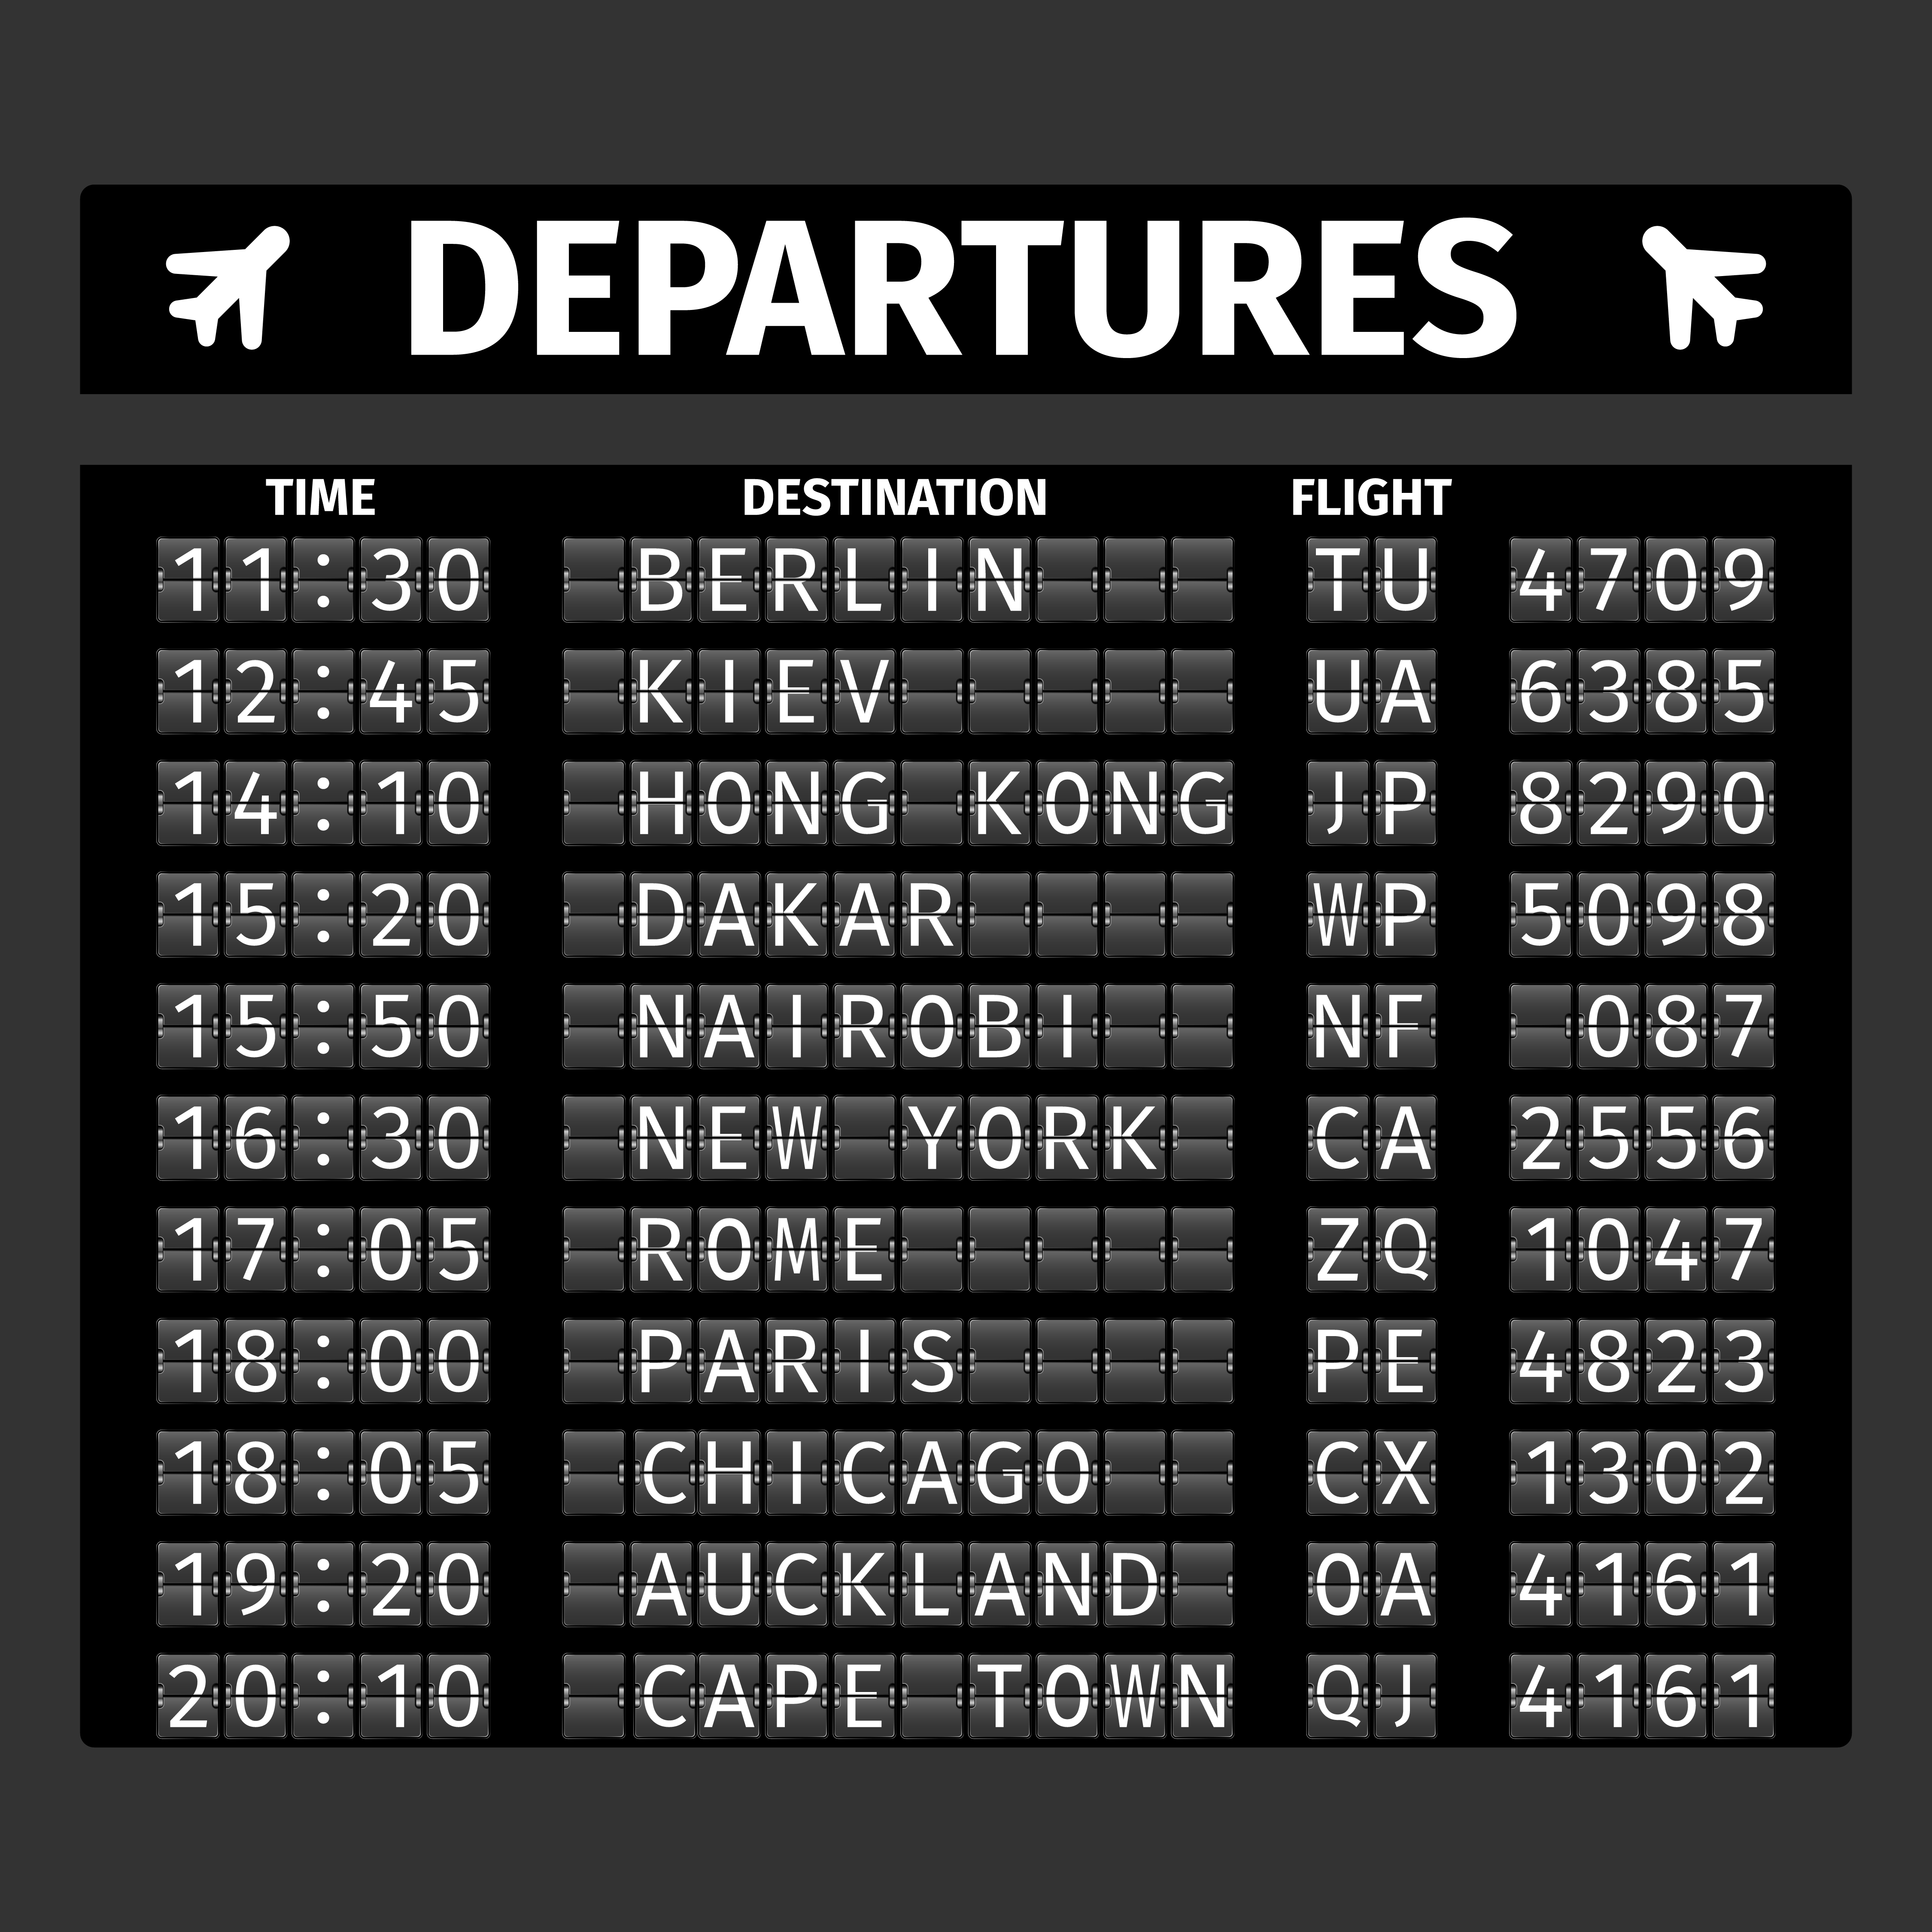 DEPARTURES
TIME DESTINATION FLIGHT
11:30 BERLIN TU 4709
12:45 KIEV UA 6385
14:10 HONG KONG JP 8290
15:20 DAKAR WP 5098
15:50 NAIROBI NF 087
16:30 NEW YORK CA 2556
17:05 ROME ZQ 1047
18:00 PARIS PE 4823
18:05 CHICAGO CX 1302
19:20 AUCKLAND OA 4161
20:10 CAPE TOWN QJ 4161